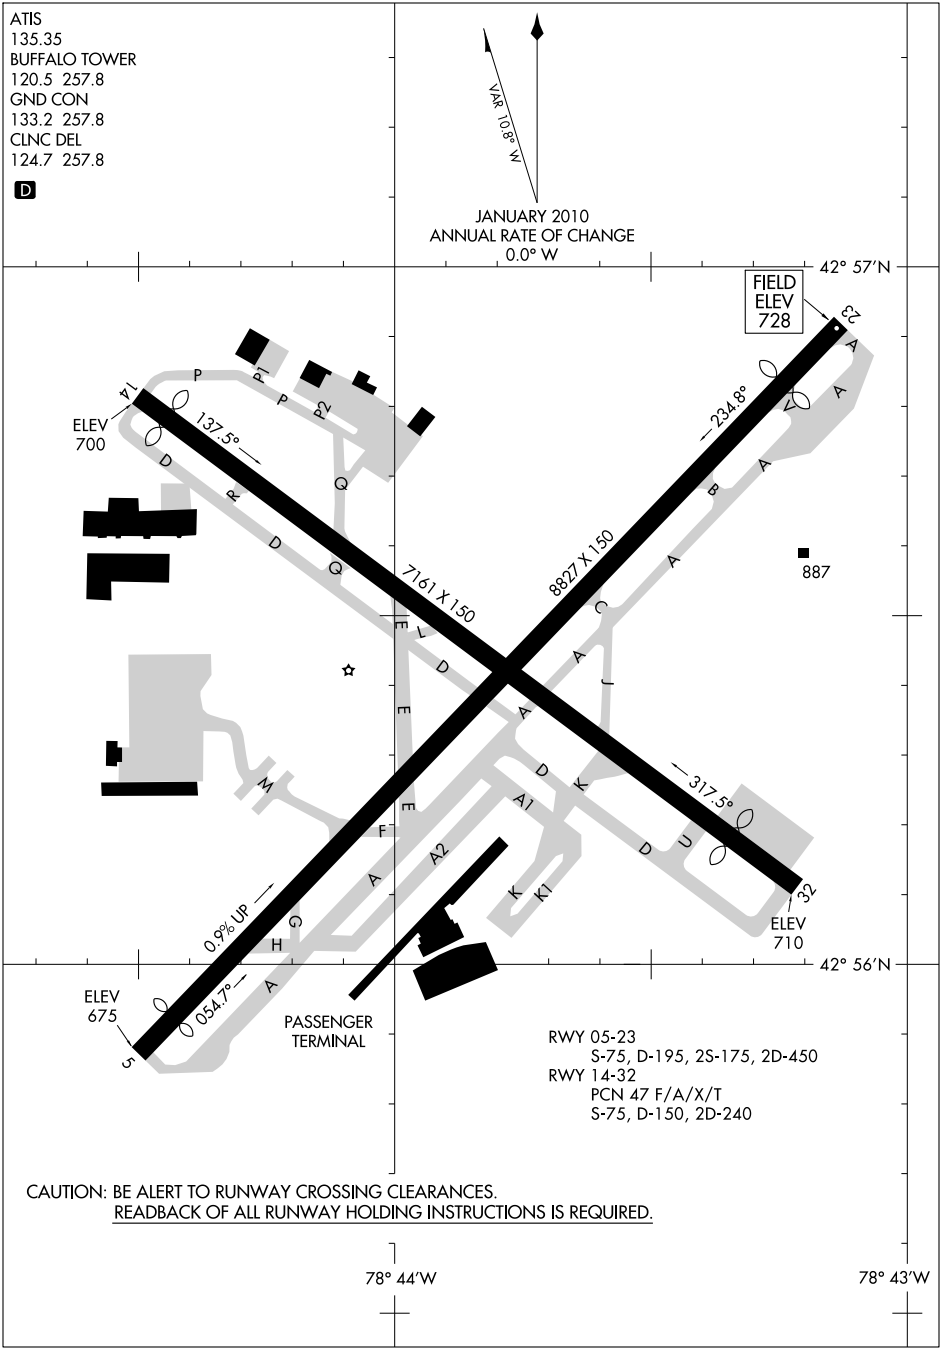 ATIS
135.35
BUFFALO TOWER
120.5 257.8
GND CON
133.2 257.8
CLNC DEL
124.7 257.8
D
VAR 10.8° W
JANUARY 2010
ANNUAL RATE OF CHANGE
0.0° W
42° 57'N
FIELD
ELEV
728
23
A
A
V
234.8°
P
P1
P
P2
14
ELEV
700
137.5°
D
R
Q
D
Q
B
A
A
887
8827 X 150
7161 X 150
C
E
L
D
A
J
E
A
D
K
A1
M
E
F
317.5°
A2
U
D
A
K
K1
32
ELEV
710
0.9% UP
G
H
42° 56'N
A
054.7°
ELEV
675
5
PASSENGER
TERMINAL
RWY 05-23
S-75, D-195, 2S-175, 2D-450
RWY 14-32
PCN 47 F/A/X/T
S-75, D-150, 2D-240
CAUTION: BE ALERT TO RUNWAY CROSSING CLEARANCES.
READBACK OF ALL RUNWAY HOLDING INSTRUCTIONS IS REQUIRED.
78° 44'W
78° 43'W